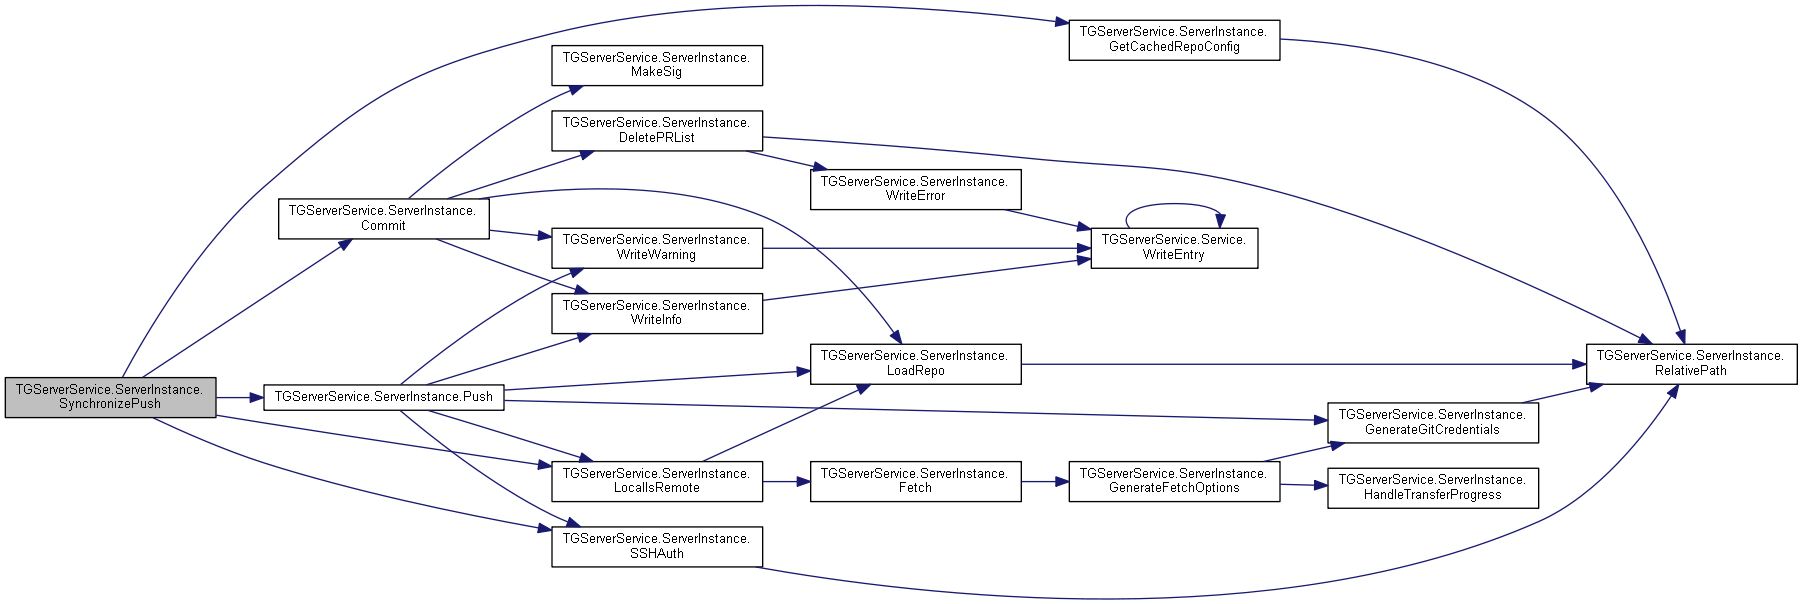 TGServerService.ServerInstance.
SynchronizePush
TGServerService.ServerInstance.
Commit
TGServerService.ServerInstance.Push
TGServerService.ServerInstance.
MakeSig
TGServerService.ServerInstance.
DeletePRList
TGServerService.ServerInstance.
WriteWarning
TGServerService.ServerInstance.
WriteInfo
TGServerService.ServerInstance.
LocalIsRemote
TGServerService.ServerInstance.
SSHAuth
TGServerService.ServerInstance.
WriteError
TGServerService.ServerInstance.
LoadRepo
TGServerService.ServerInstance.
Fetch
TGServerService.ServerInstance.
GetCachedRepoConfig
TGServerService.Service.
WriteEntry
TGServerService.ServerInstance.
GenerateFetchOptions
TGServerService.ServerInstance.
GenerateGitCredentials
TGServerService.ServerInstance.
HandleTransferProgress
TGServerService.ServerInstance.
RelativePath